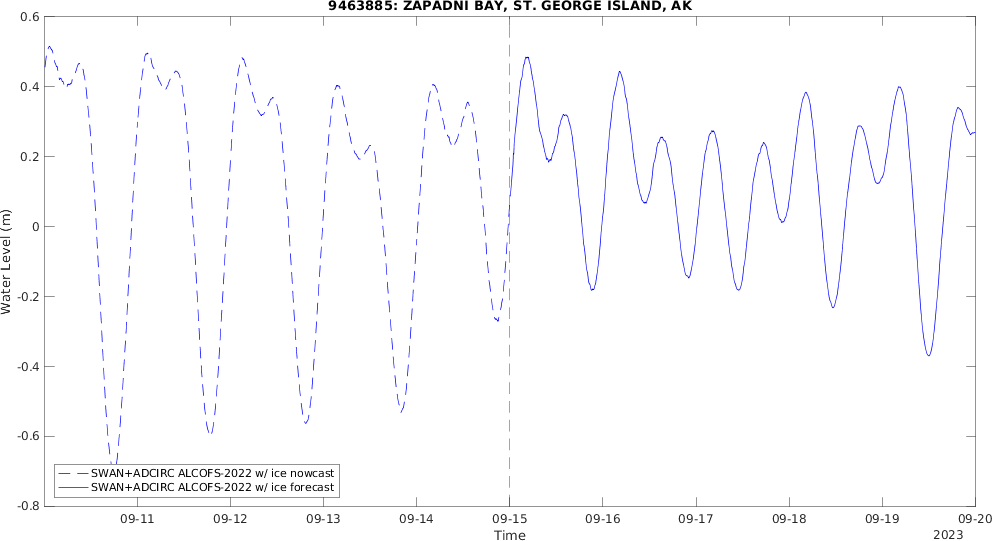 9463885: ZAPADNI BAY, ST. GEORGE ISLAND, AK
0.6
0.4
0.2
0
-0.2
-0.4
-0.6
-0.8
Water Level (m)
SWAN+ADCIRC ALCOFS-2022 w/ ice nowcast
SWAN+ADCIRC ALCOFS-2022 w/ ice forecast
09-11 09-12 09-13 09-14 09-15 09-16 09-17 09-18 09-19 09-20
Time
2023